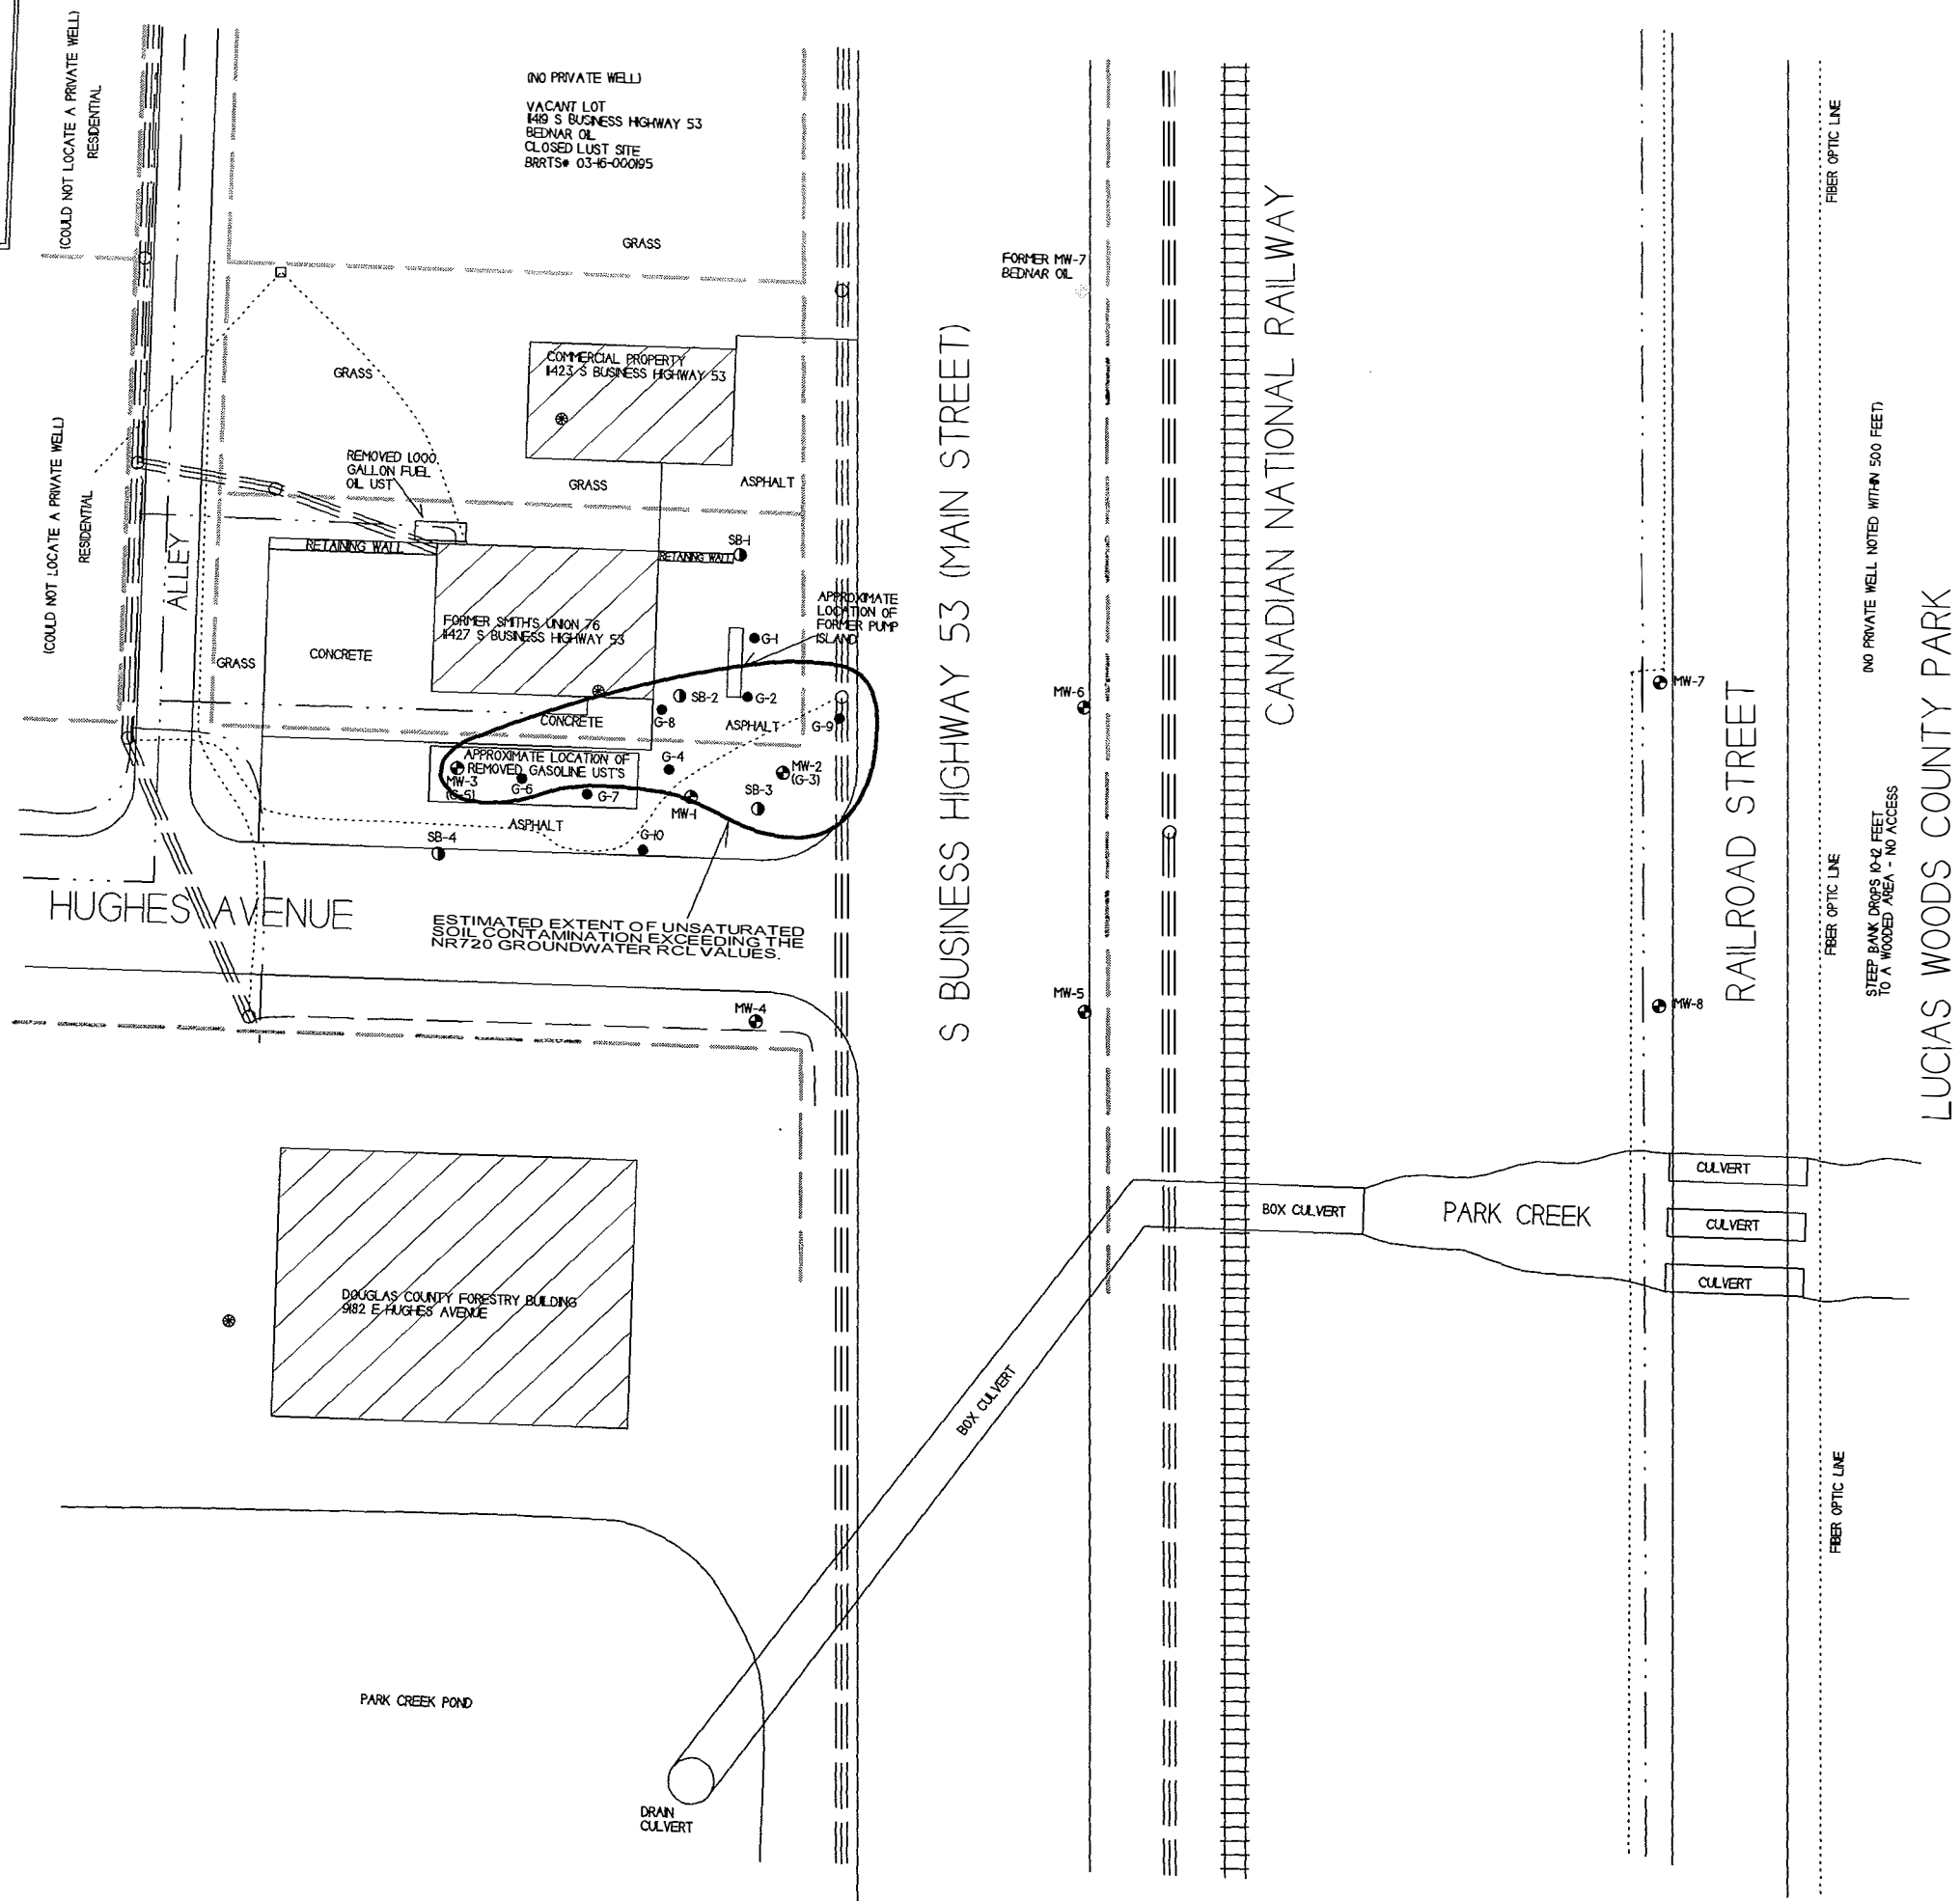 (COULD NOT LOCATE A PRIVATE WELL)
RESIDENTIAL
(NO PRIVATE WELL)
VACANT LOT
11419 S BUSINESS HIGHWAY 53
BEDNAR OIL
CLOSED LUST SITE
BRRTS# 03-16-000195
GRASS
FORMER MW-7
BEDNAR OIL
FIBER OPTIC LINE
COMMERCIAL PROPERTY
11423 S BUSINESS HIGHWAY 53
GRASS
REMOVED 1,000
GALLON FUEL
OIL UST
GRASS
ASPHALT
(COULD NOT LOCATE A PRIVATE WELL)
RESIDENTIAL
ALLEY
RETAINING WALL
RETAINING WALL
SB-1
APPROXIMATE
LOCATION OF
FORMER PUMP
ISLAND
FORMER SMITH'S UNION 76
11427 S BUSINESS HIGHWAY 53
G-1
GRASS
CONCRETE
SB-2
G-2
G-8
CONCRETE
ASPHALT
G-9
APPROXIMATE LOCATION OF
REMOVED GASOLINE UST'S
MW-3
(G-5)
G-6
G-7
G-4
MW-2
(G-3)
MW-1
SB-3
ASPHALT
SB-4
G-10
HUGHES AVENUE
ESTIMATED EXTENT OF UNSATURATED
SOIL CONTAMINATION EXCEEDING THE
NR720 GROUNDWATER RCL VALUES.
S BUSINESS HIGHWAY 53 (MAIN STREET)
CANADIAN NATIONAL RAILWAY
MW-6
MW-5
MW-4
MW-7
MW-8
RAILROAD STREET
(NO PRIVATE WELL NOTED WITHIN 500 FEET)
FIBER OPTIC LINE
STEEP BANK DROPS 10-12 FEET
TO A WOODED AREA - NO ACCESS
LUCIAS WOODS COUNTY PARK
CULVERT
CULVERT
CULVERT
BOX CULVERT
PARK CREEK
DOUGLAS COUNTY FORESTRY BUILDING
9182 E HUGHES AVENUE
BOX CULVERT
FIBER OPTIC LINE
PARK CREEK POND
DRAIN
CULVERT